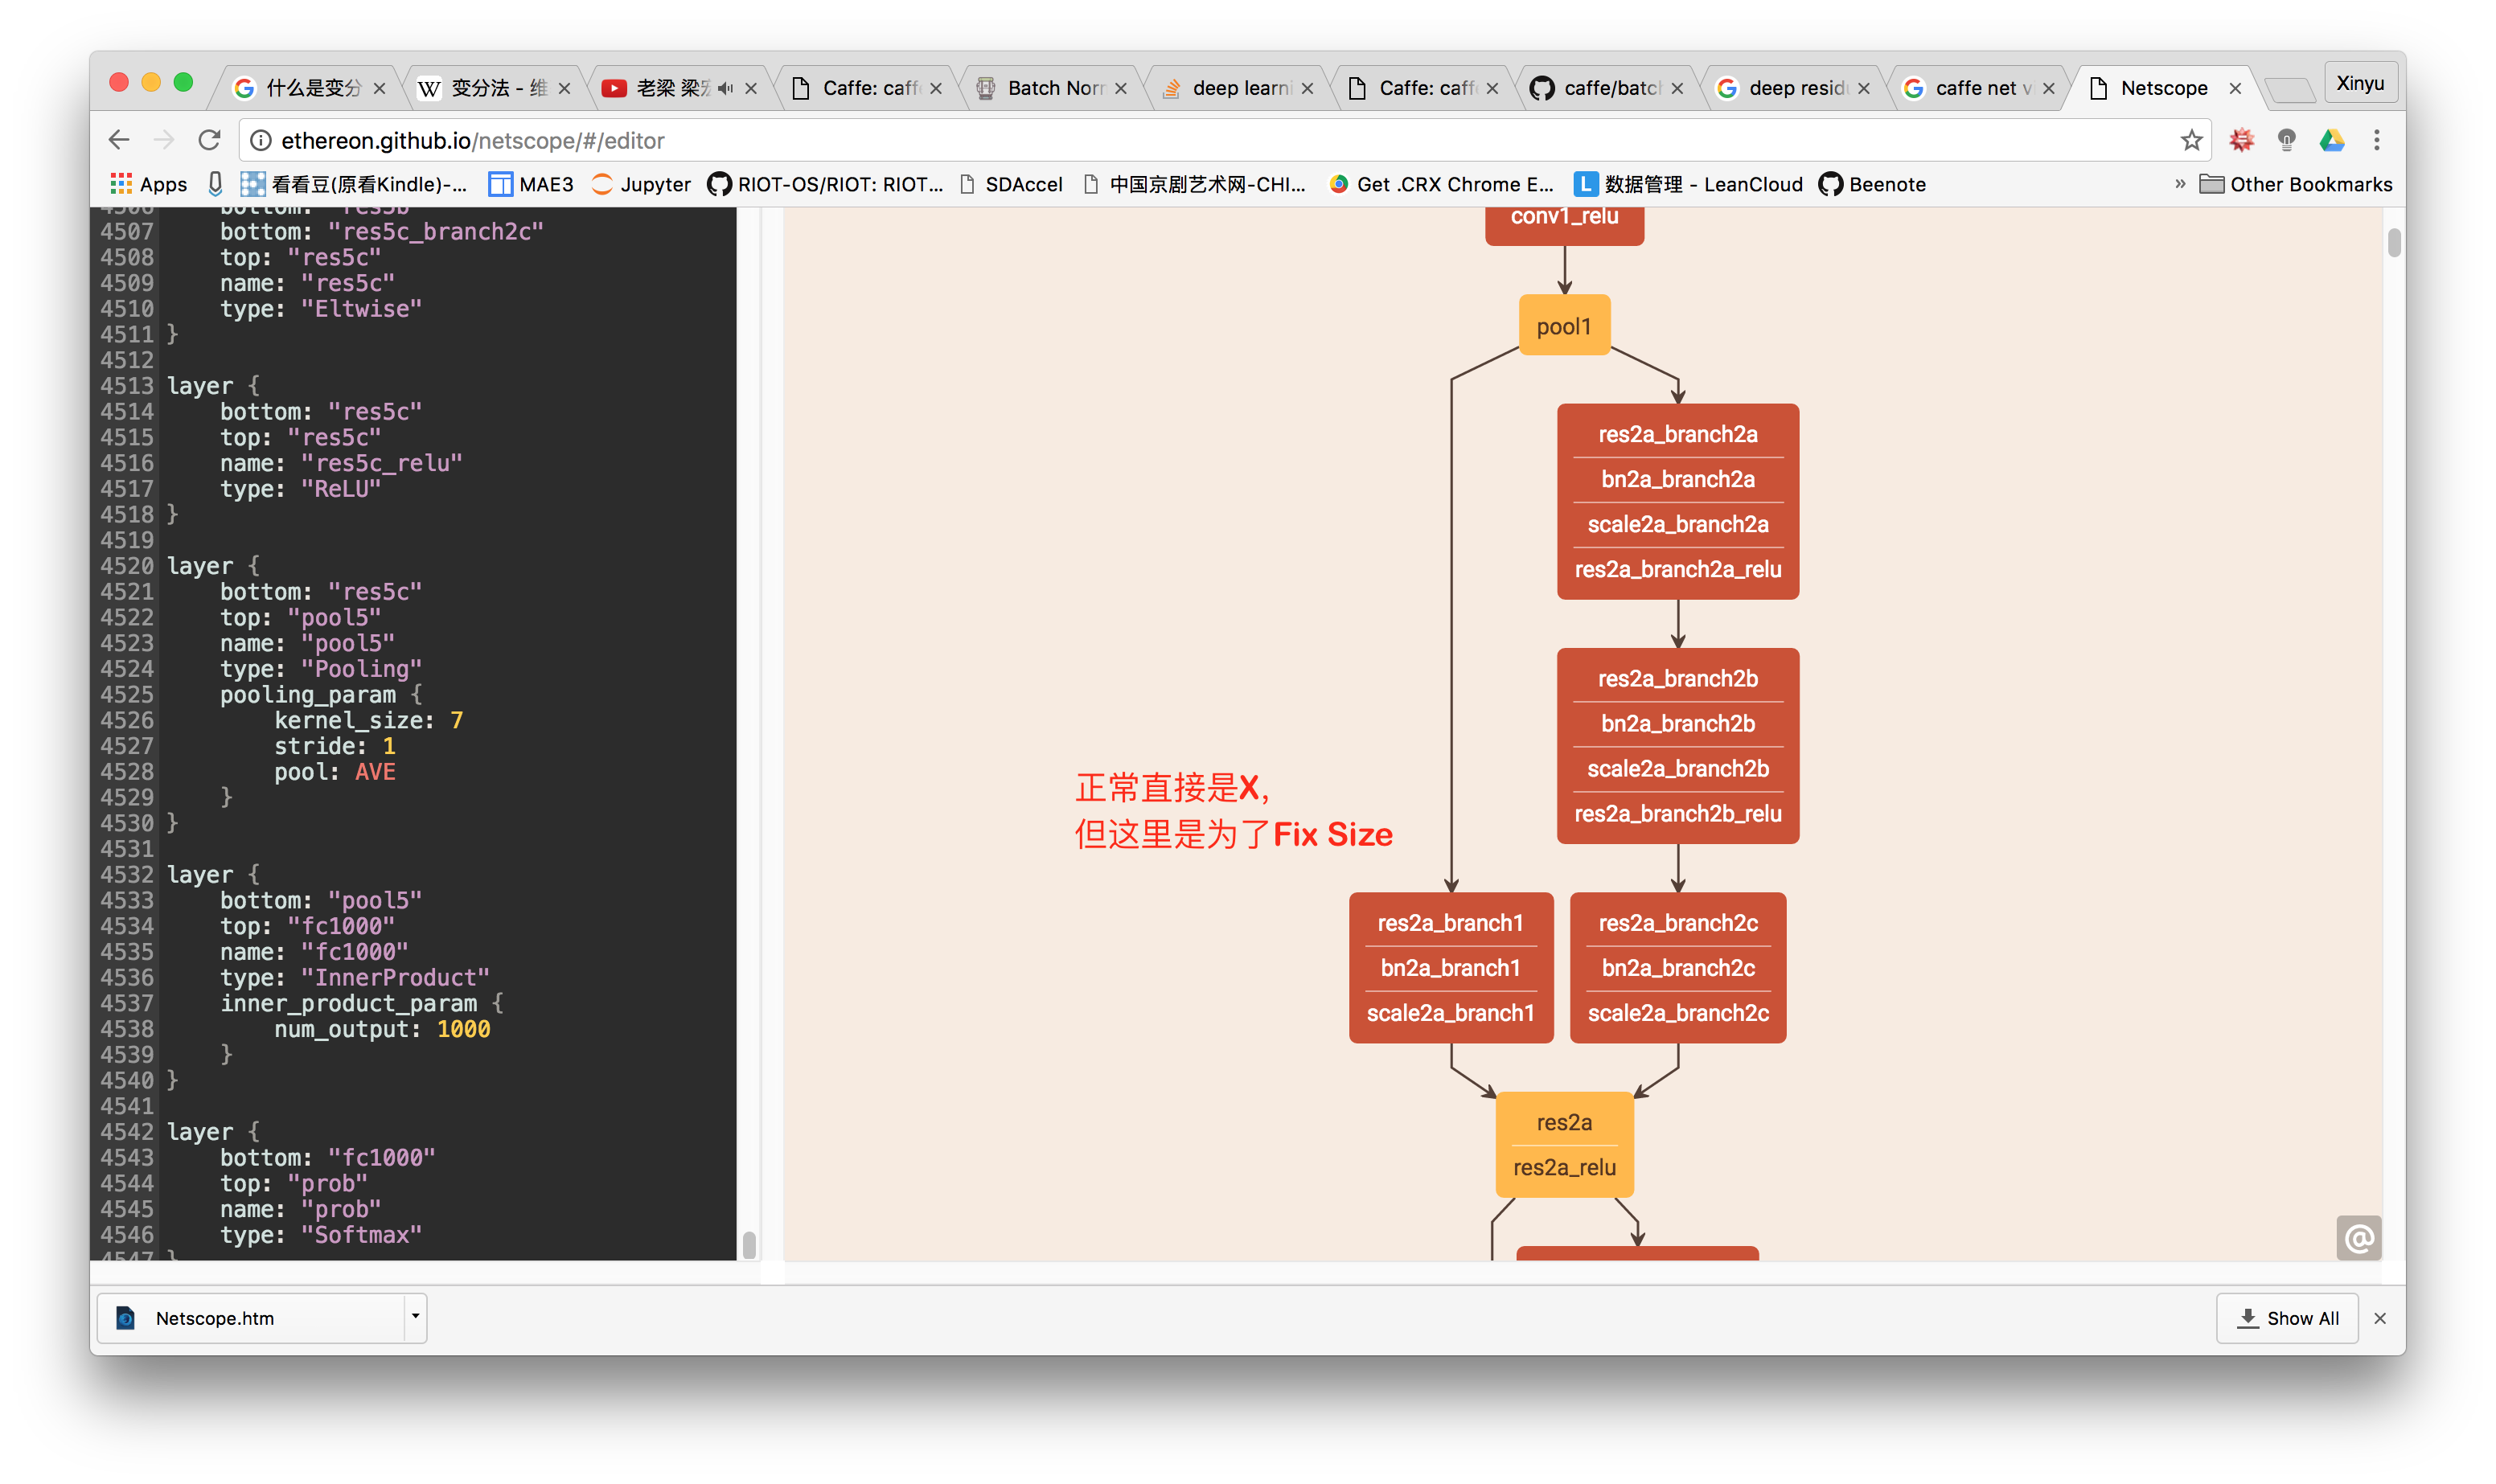 什么是变分
变分法 - 维
老梁 梁宏
Caffe: caffe
Batch Norm
deep learni
Caffe: caffe
caffe/batch
deep residu
caffe net v
Netscope
Xinyu
ethereon.github.io/netscope/#/editor
Apps
看看豆(原看Kindle)-...
MAE3
Jupyter
RIOT-OS/RIOT: RIOT...
SDAccel
中国京剧艺术网-CHI...
Get .CRX Chrome E...
数据管理 - LeanCloud
Beenote
»
Other Bookmarks
4506 bottom: "res5b"
4507 bottom: "res5c_branch2c"
4508 top: "res5c"
4509 name: "res5c"
4510 type: "Eltwise"
4511 }
4512
4513 layer {
4514 bottom: "res5c"
4515 top: "res5c"
4516 name: "res5c_relu"
4517 type: "ReLU"
4518 }
4519
4520 layer {
4521 bottom: "res5c"
4522 top: "pool5"
4523 name: "pool5"
4524 type: "Pooling"
4525 pooling_param {
4526 kernel_size: 7
4527 stride: 1
4528 pool: AVE
4529 }
4530 }
4531
4532 layer {
4533 bottom: "pool5"
4534 top: "fc1000"
4535 name: "fc1000"
4536 type: "InnerProduct"
4537 inner_product_param {
4538 num_output: 1000
4539 }
4540 }
4541
4542 layer {
4543 bottom: "fc1000"
4544 top: "prob"
4545 name: "prob"
4546 type: "Softmax"
4547 }
conv1_relu
pool1
res2a_branch2a
bn2a_branch2a
scale2a_branch2a
res2a_branch2a_relu
res2a_branch2b
bn2a_branch2b
scale2a_branch2b
res2a_branch2b_relu
正常直接是X,
但这里是为了Fix Size
res2a_branch1
bn2a_branch1
scale2a_branch1
res2a_branch2c
bn2a_branch2c
scale2a_branch2c
res2a
res2a_relu
@
Netscope.htm
Show All